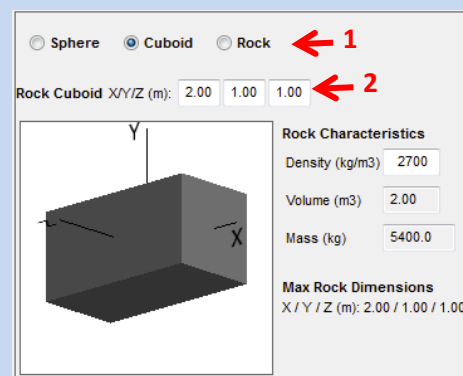 Sphere Cuboid Rock 1
Rock Cuboid X/Y/Z (m): 2.00 1.00 1.00 2
Y
X
Rock Characteristics
Density (kg/m3) 2700
Volume (m3) 2.00
Mass (kg) 5400.0
Max Rock Dimensions
X / Y / Z (m): 2.00 / 1.00 / 1.00